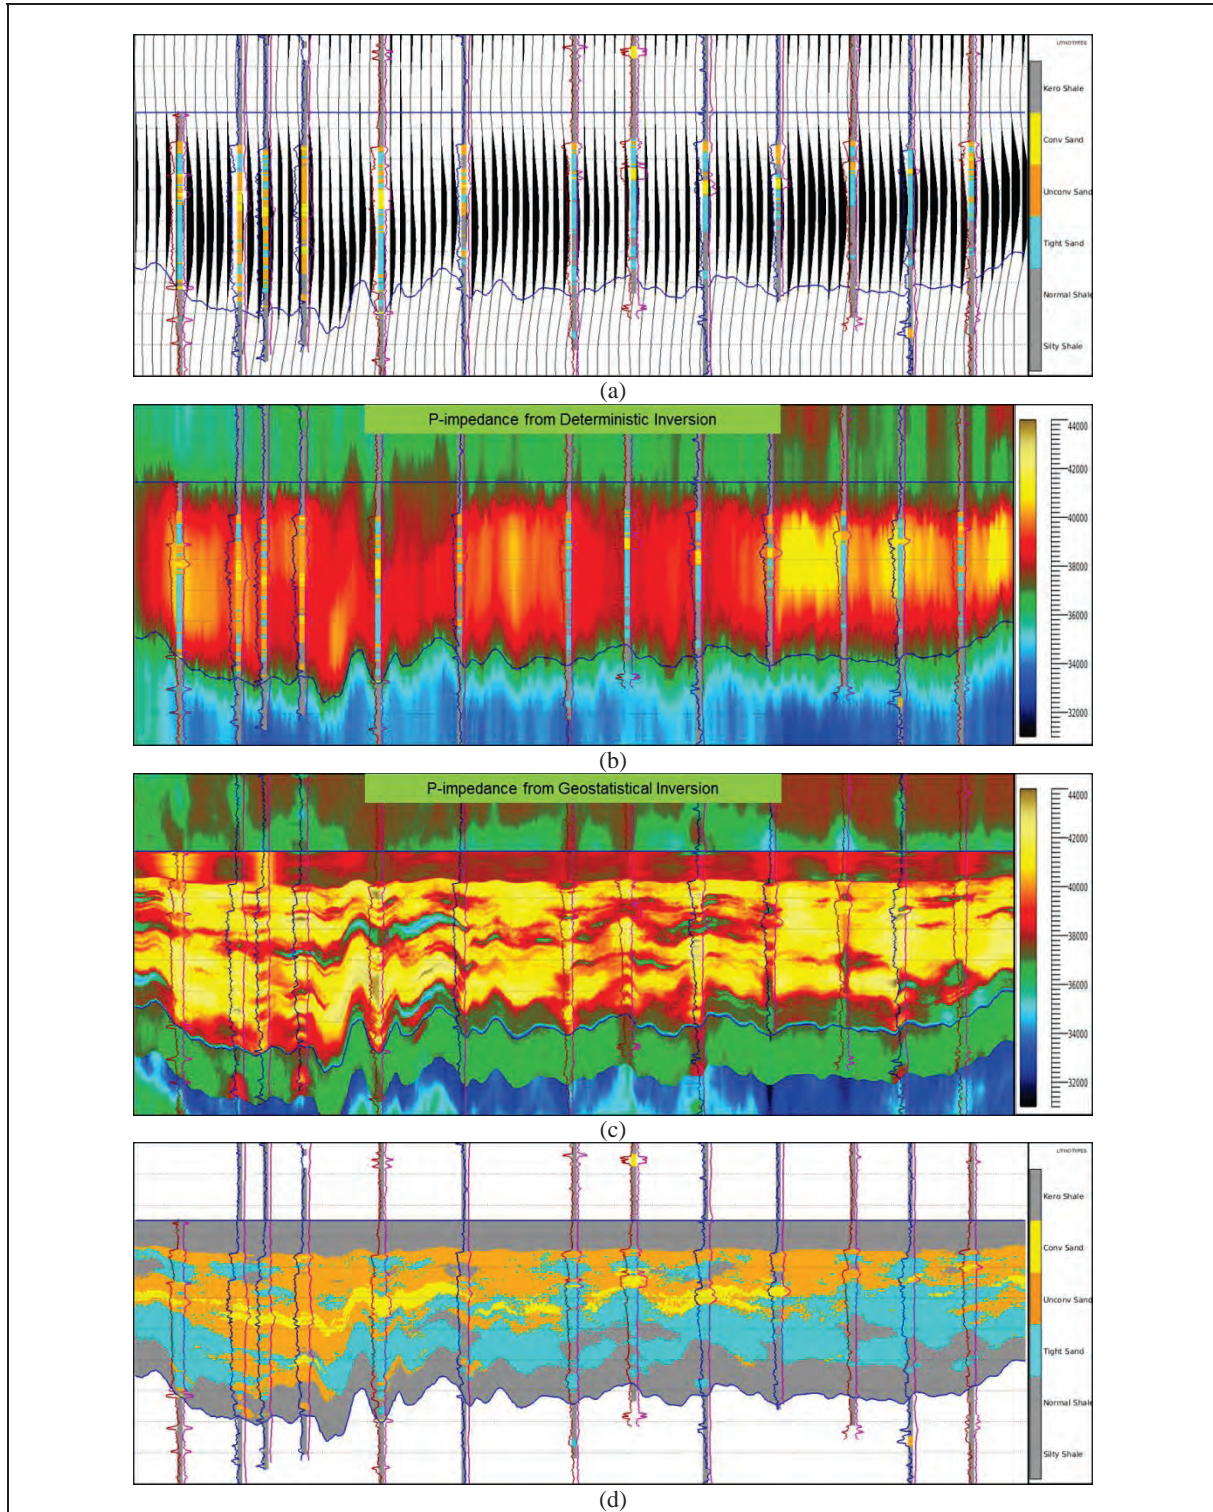 LITHOTYPES
Kero Shale
Conv Sand
Unconv Sand
Tight Sand
Normal Shale
Silty Shale
(a)
P-impedance from Deterministic Inversion
44000
42000
40000
38000
36000
34000
32000
(b)
P-impedance from Geostatistical Inversion
44000
42000
40000
38000
36000
34000
32000
(c)
LITHOTYPES
Kero Shale
Conv Sand
Unconv Sand
Tight Sand
Normal Shale
Silty Shale
(d)